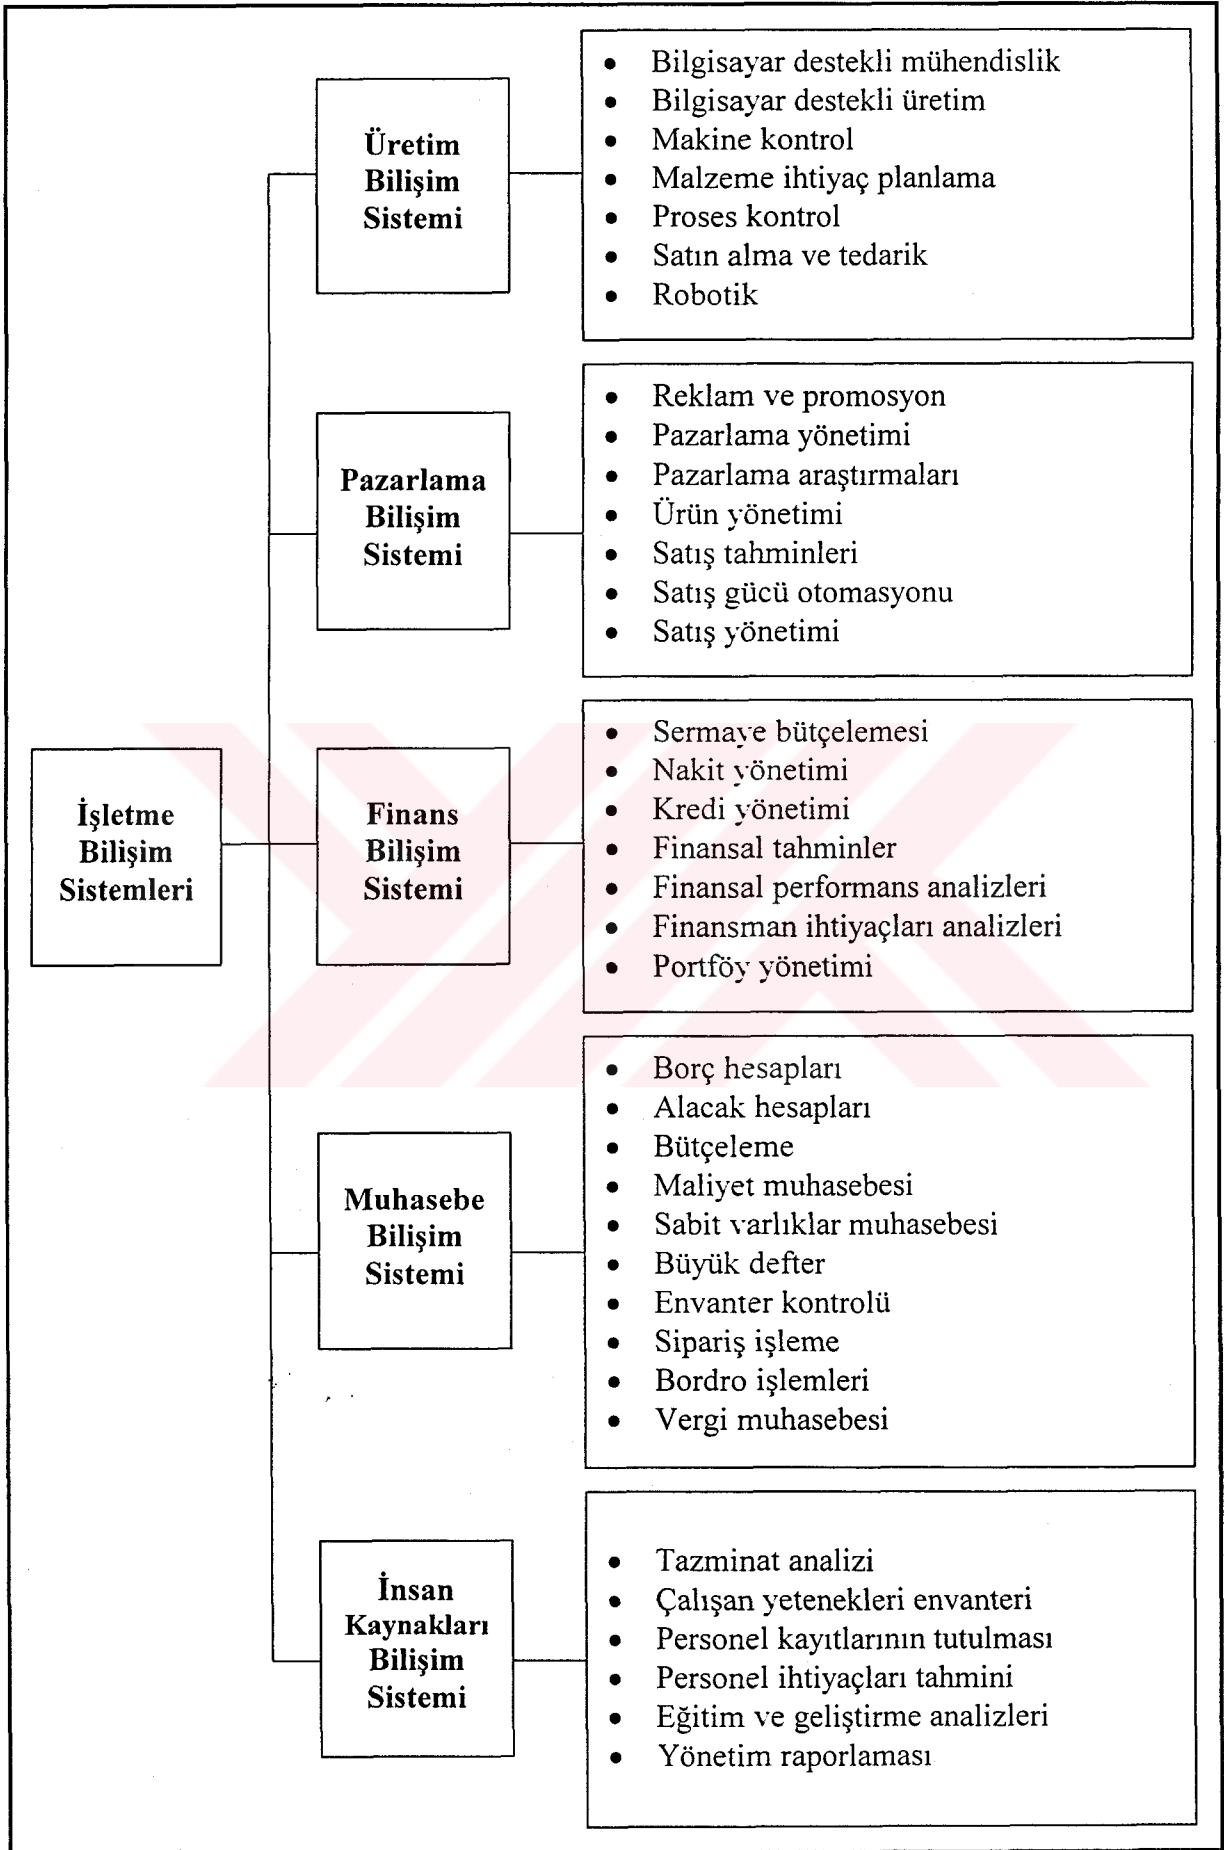 İşletme
Bilişim
Sistemleri
Üretim
Bilişim
Sistemi
• Bilgisayar destekli mühendislik
• Bilgisayar destekli üretim
• Makine kontrol
• Malzeme ihtiyaç planlama
• Proses kontrol
• Satın alma ve tedarik
• Robotik
Pazarlama
Bilişim
Sistemi
• Reklam ve promosyon
• Pazarlama yönetimi
• Pazarlama araştırmaları
• Ürün yönetimi
• Satış tahminleri
• Satış gücü otomasyonu
• Satış yönetimi
Finans
Bilişim
Sistemi
• Sermaye bütçelemesi
• Nakit yönetimi
• Kredi yönetimi
• Finansal tahminler
• Finansal performans analizleri
• Finansman ihtiyaçları analizleri
• Portföy yönetimi
Muhasebe
Bilişim
Sistemi
• Borç hesapları
• Alacak hesapları
• Bütçeleme
• Maliyet muhasebesi
• Sabit varlıklar muhasebesi
• Büyük defter
• Envanter kontrolü
• Sipariş işleme
• Bordro işlemleri
• Vergi muhasebesi
İnsan
Kaynakları
Bilişim
Sistemi
• Tazminat analizi
• Çalışan yetenekleri envanteri
• Personel kayıtlarının tutulması
• Personel ihtiyaçları tahmini
• Eğitim ve geliştirme analizleri
• Yönetim raporlaması